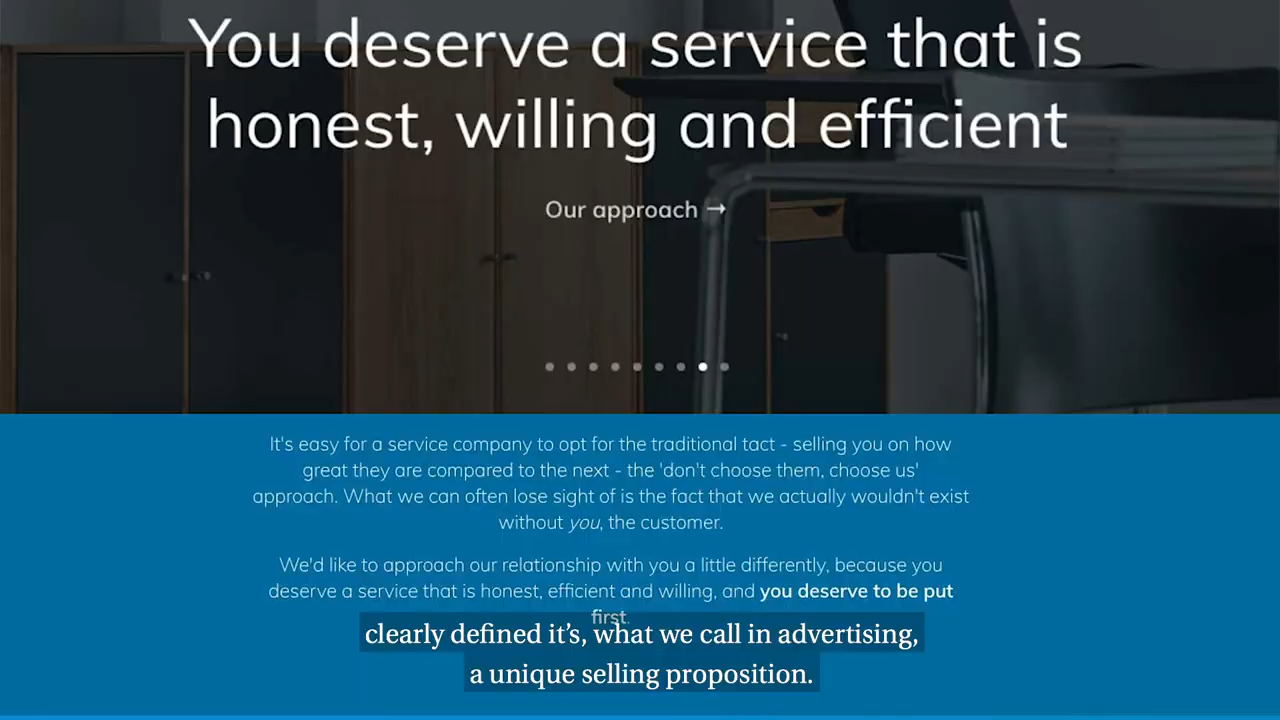 You deserve a service that is
honest, willing and efficient
Our approach →
It's easy for a service company to opt for the traditional tact - selling you on how
great they are compared to the next - the 'don't choose them, choose us'
approach. What we can often lose sight of is the fact that we actually wouldn't exist
without you, the customer.
We'd like to approach our relationship with you a little differently, because you
deserve a service that is honest, efficient and willing, and you deserve to be put
first.
clearly defined it's, what we call in advertising,
a unique selling proposition.